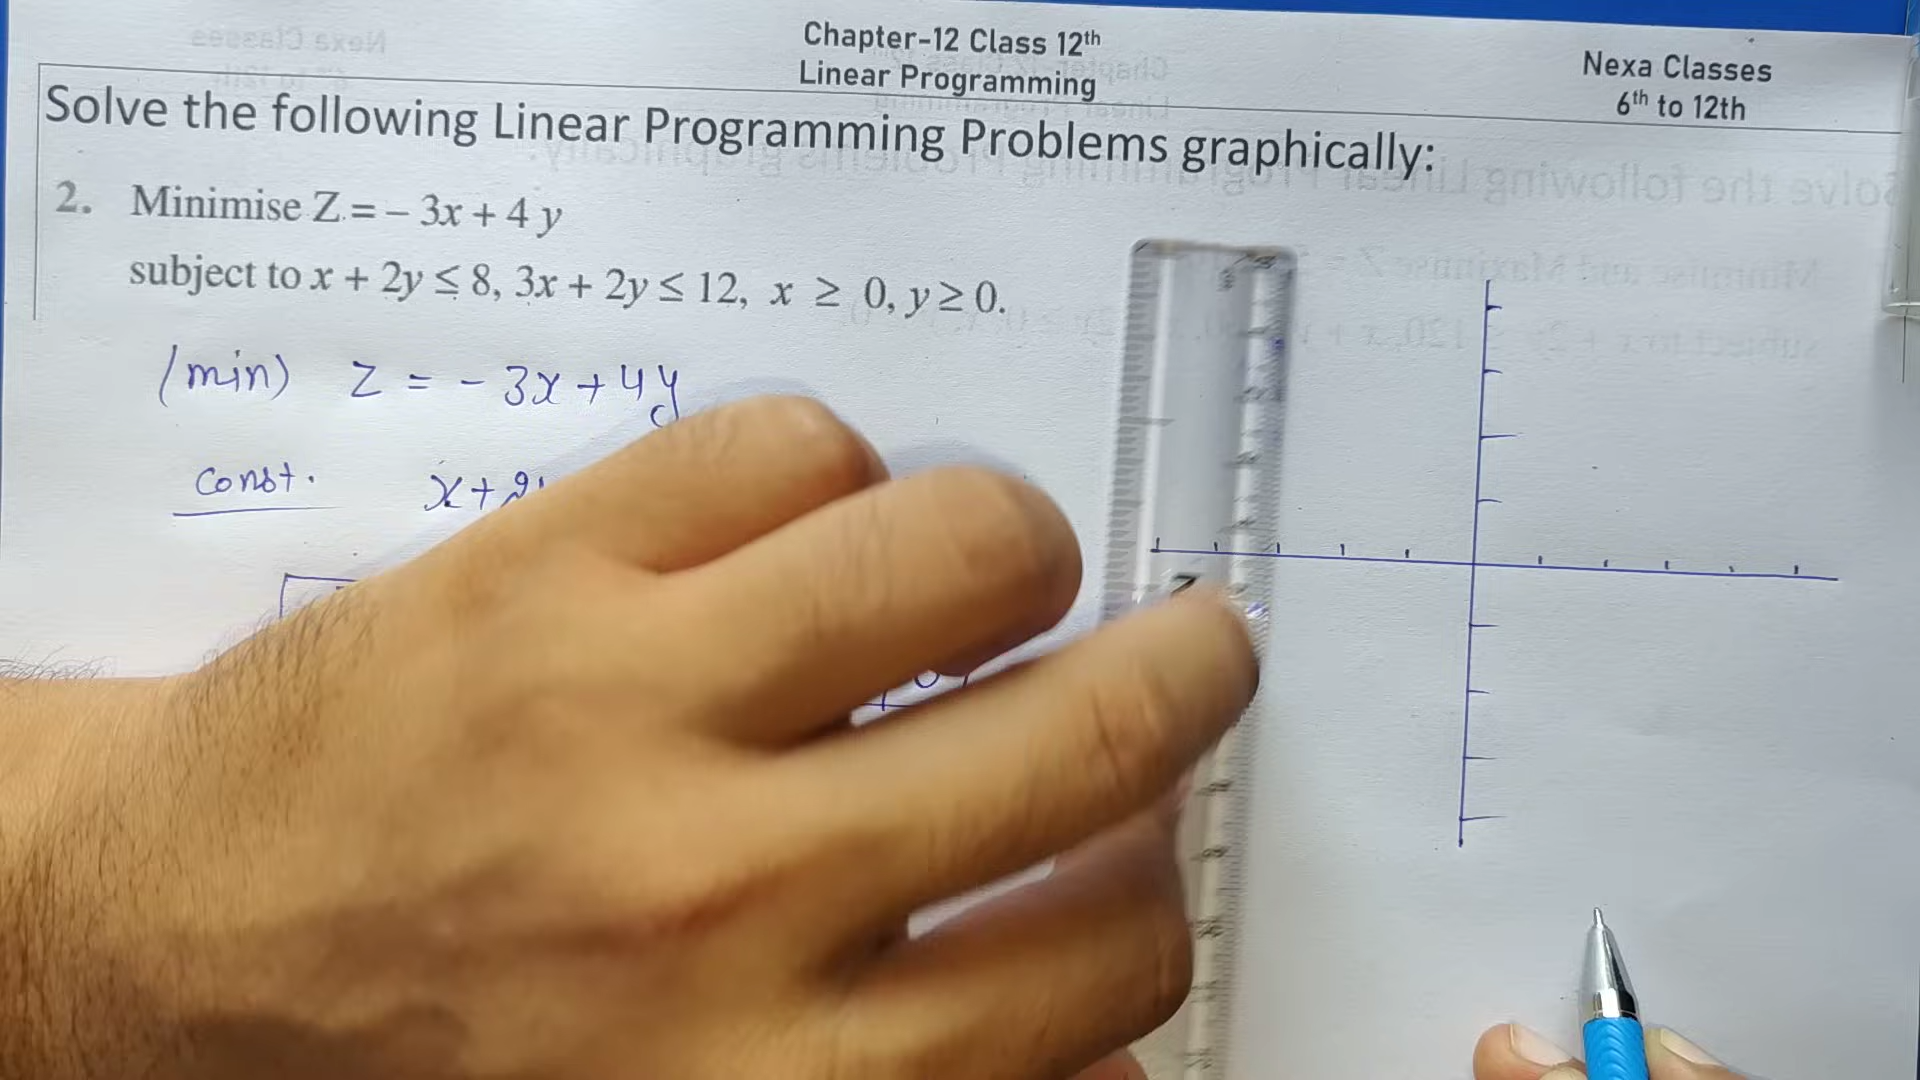 Chapter-12 Class 12th
Linear Programming
Nexa Classes
6th to 12th
Solve the following Linear Programming Problems graphically:
2. Minimise Z = – 3x + 4 y
subject to x + 2y ≤ 8, 3x + 2y ≤ 12, x ≥ 0, y ≥ 0.
(min) Z = - 3x + 4y
Const. x + 2y